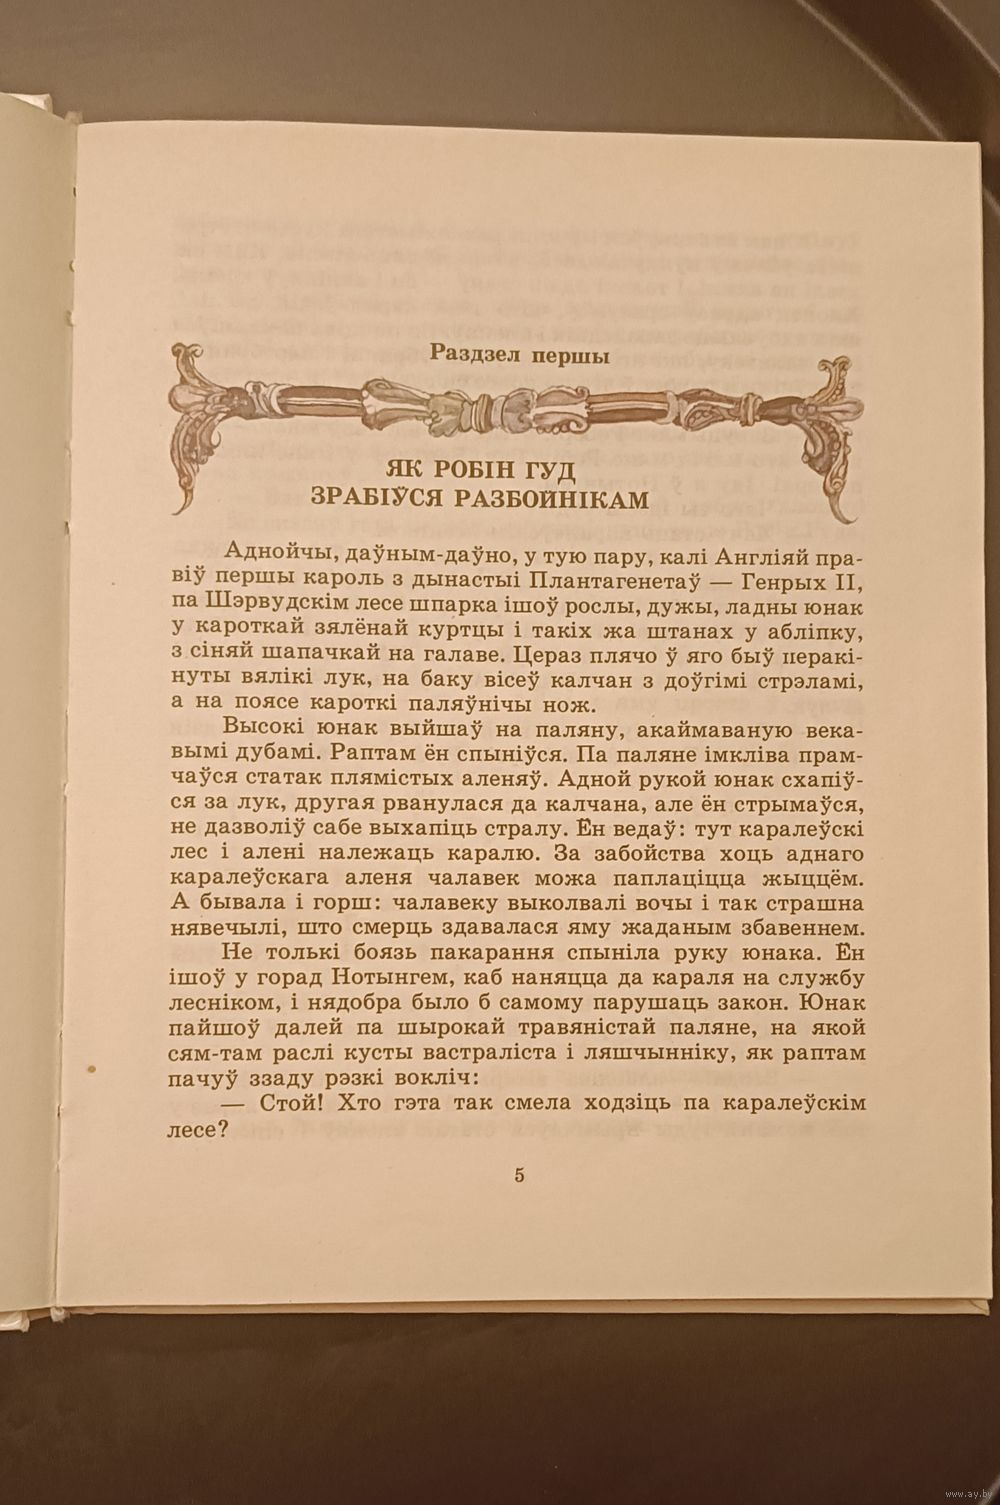 Раздзел першы
ЯК РОБІН ГУД
ЗРАБІЎСЯ РАЗБОЙНІКАМ
Аднойчы, даўным-даўно, у тую пару, калі Англіяй пра-
віў першы кароль з дынастыі Плантагенетаў — Генрых II,
па Шэрвудскім лесе шпарка ішоў рослы, дужы, ладны юнак
у кароткай зялёнай куртцы і такіх жа штанах у абліпку,
з сіняй шапачкай на галаве. Цераз плячо ў яго быў перакі-
нуты вялікі лук, на баку вісеў калчан з доўгімі стрэламі,
а на поясе кароткі паляўнічы нож.
Высокі юнак выйшаў на паляну, акаймаваную века-
вымі дубамі. Раптам ён спыніўся. Па паляне імкліва прам-
чаўся статак плямістых аленяў. Адной рукой юнак схапіў-
ся за лук, другая рванулася да калчана, але ён стрымаўся,
не дазволіў сабе выхапіць стралу. Ён ведаў: тут каралеўскі
лес і алені належаць каралю. За забойства хоць аднаго
каралеўскага аленя чалавек можа паплаціцца жыццём.
А бывала і горш: чалавеку выколвалі вочы і так страшна
нявечылі, што смерць здавалася яму жаданым збавеннем.
Не толькі боязь пакарання спыніла руку юнака. Ён
ішоў у горад Нотынгем, каб наняцца да караля на службу
лесніком, і нядобра было б самому парушаць закон. Юнак
пайшоў далей па шырокай травяністай паляне, на якой
сям-там раслі кусты вастраліста і ляшчынніку, як раптам
пачуў ззаду рэзкі вокліч:
— Стой! Хто гэта так смела ходзіць па каралеўскім
лесе?
5
www.ay.by